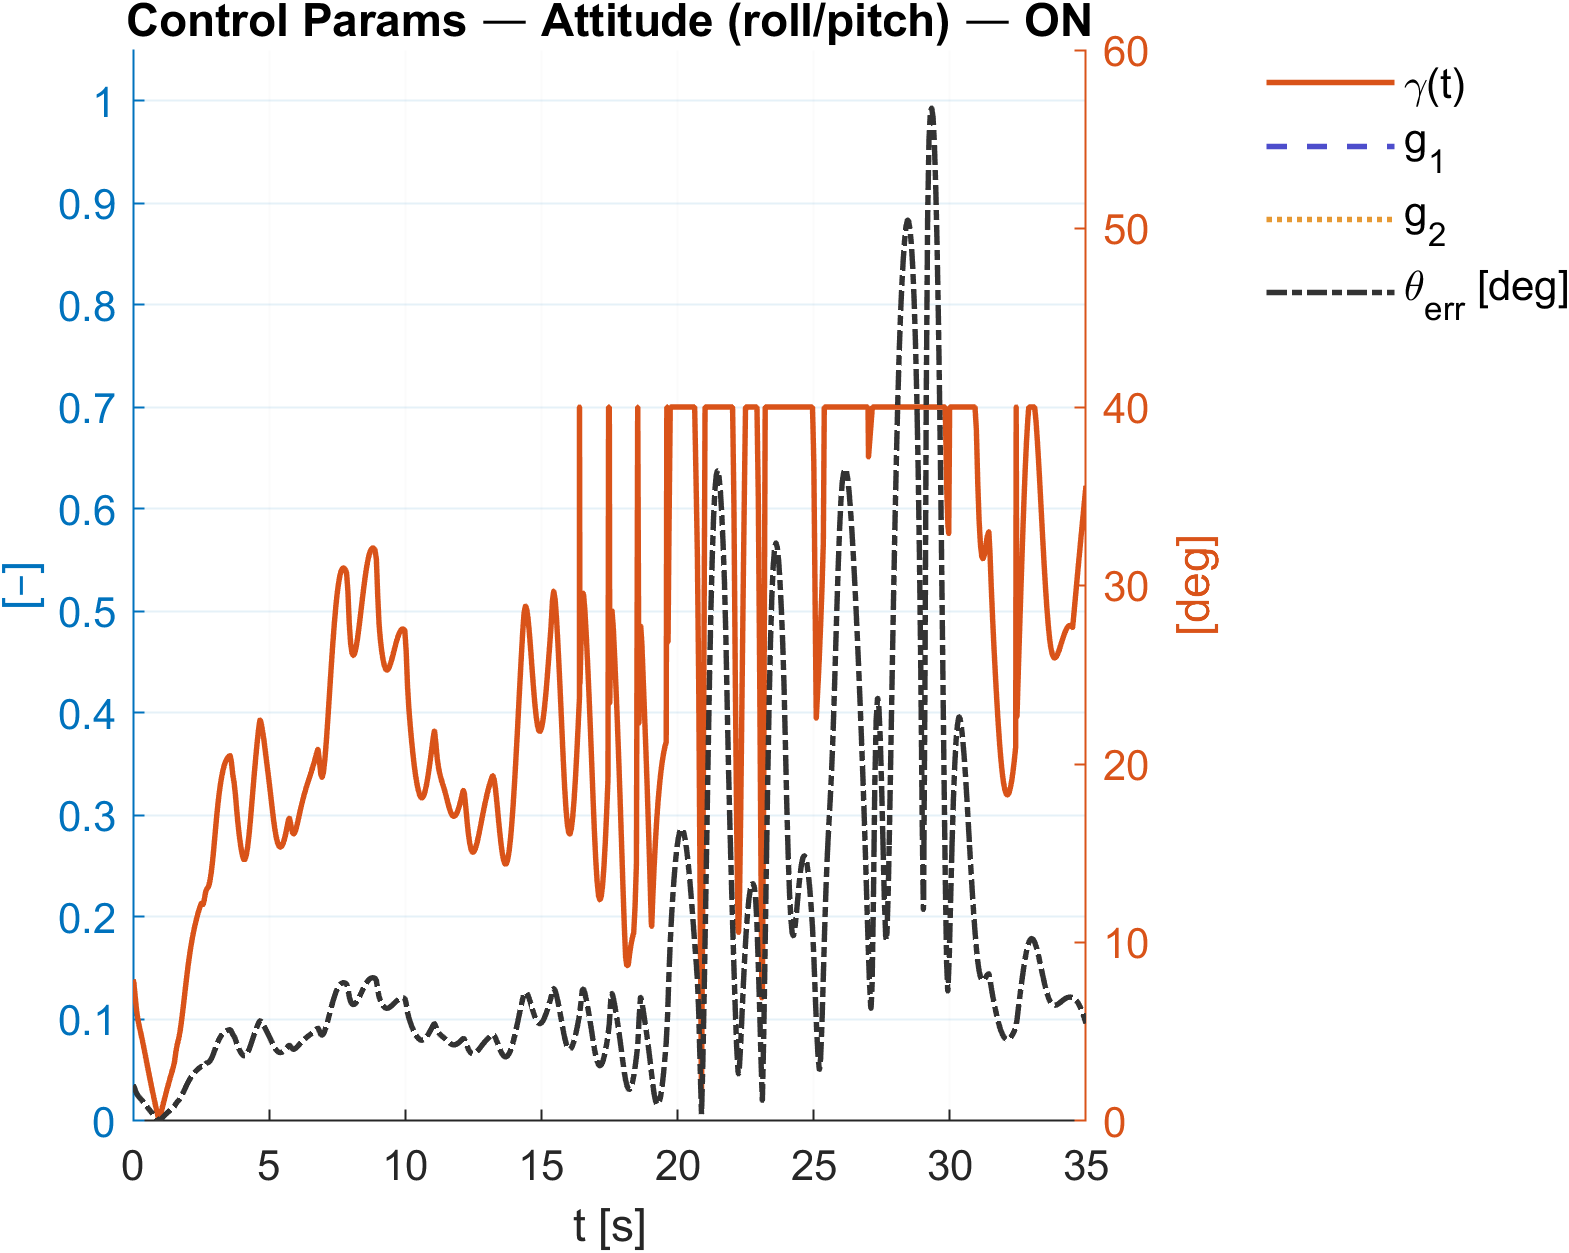 Control Params — Attitude (roll/pitch) — ON
[−]
1
0.9
0.8
0.7
0.6
0.5
0.4
0.3
0.2
0.1
0
60
50
40
30
20
10
0
[deg]
0 5 10 15 20 25 30 35
t [s]
γ(t)
g1
g2
θerr [deg]